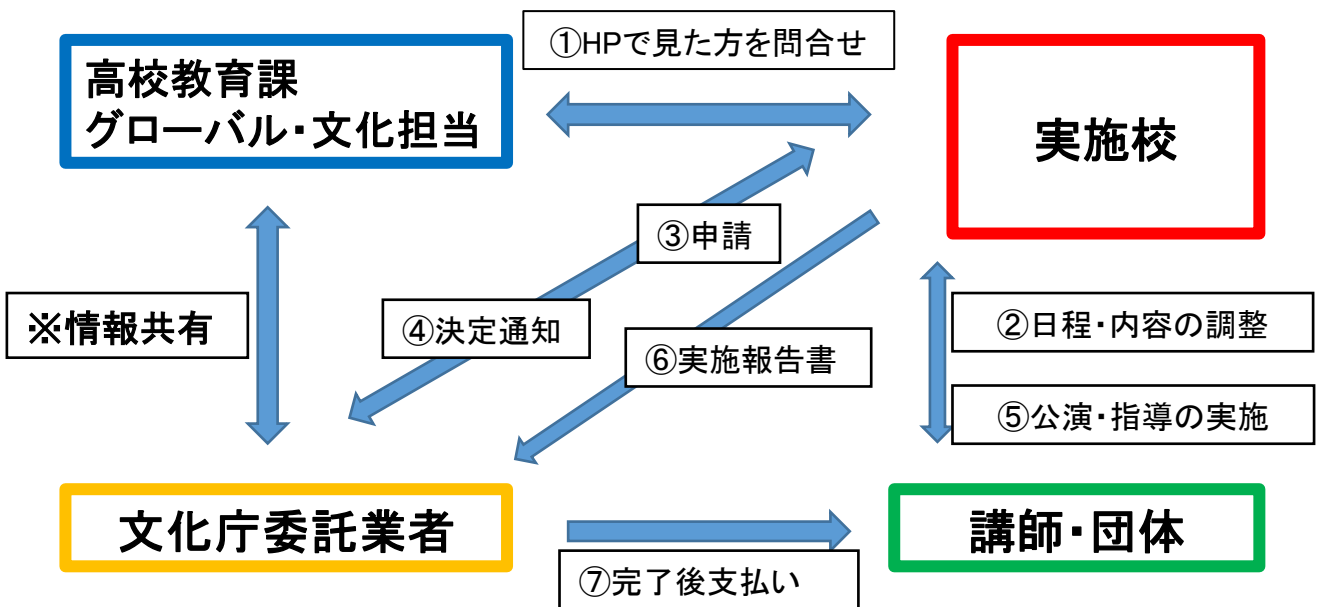 ①HPで見た方を問合せ
高校教育課
グローバル・文化担当
実施校
③申請
※情報共有
④決定通知
②日程・内容の調整
⑥実施報告書
⑤公演・指導の実施
文化庁委託業者
講師・団体
⑦完了後支払い